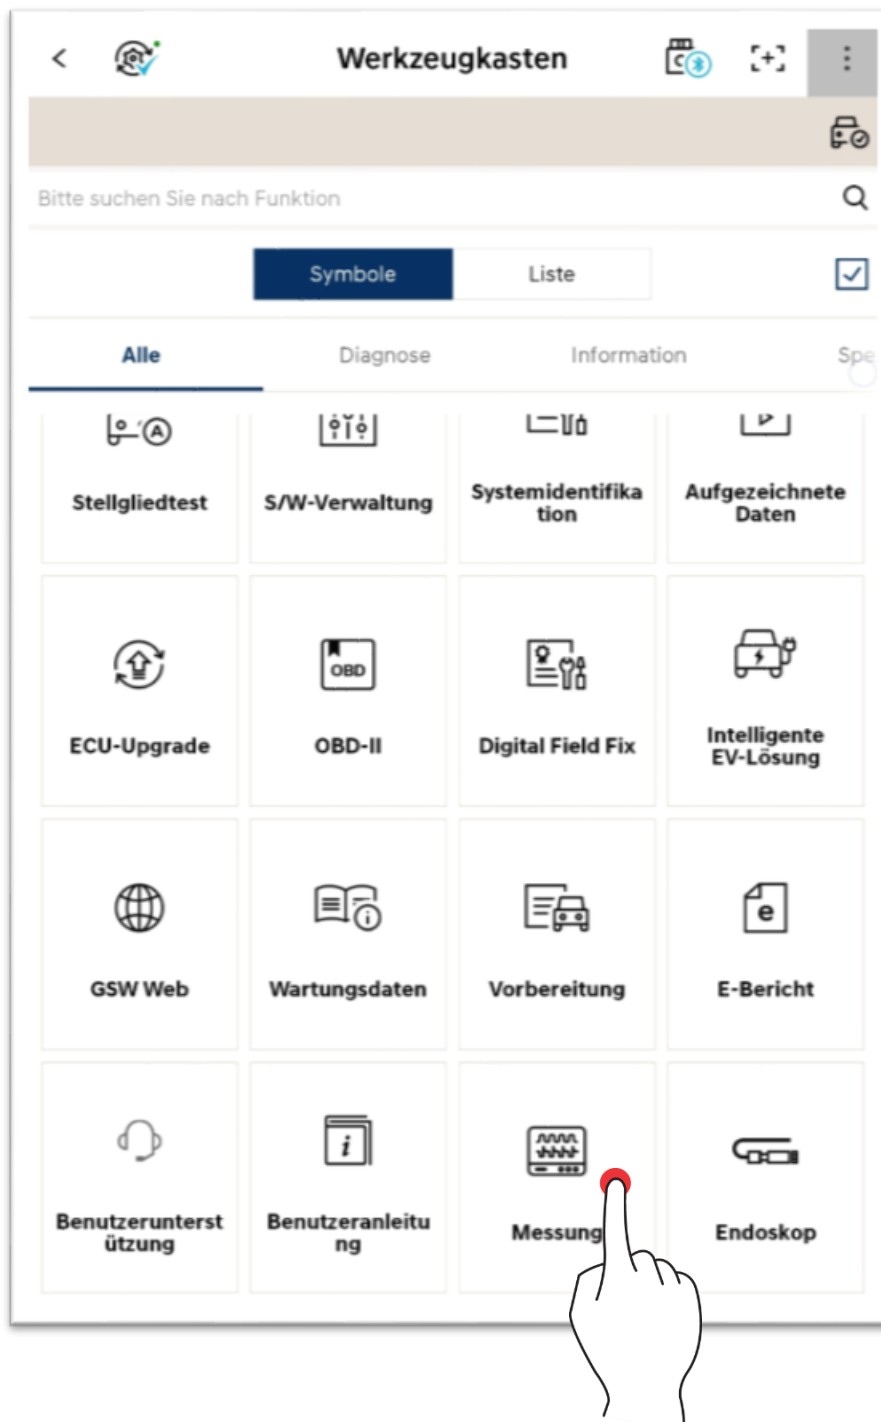 Werkzeugkasten
Bitte suchen Sie nach Funktion
Symbole
Liste
Alle
Diagnose
Information
Spe
A
Stellgliedtest
S/W-Verwaltung
Systemidentifika
tion
Aufgezeichnete
Daten
OBD
ECU-Upgrade
OBD-II
Digital Field Fix
Intelligente
EV-Lösung
e
GSW Web
Wartungsdaten
Vorbereitung
E-Bericht
i
Benutzerunterst
ützung
Benutzeranleitu
ng
Messung
Endoskop